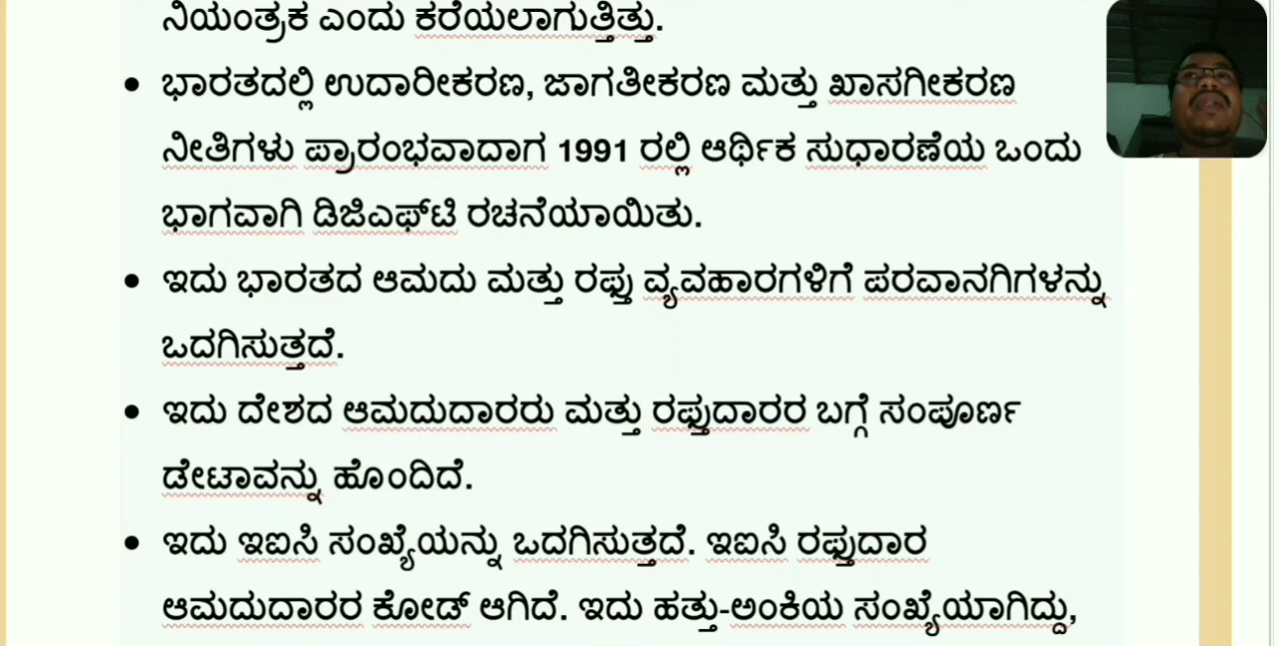 ನಿಯಂತ್ರಕ ಎಂದು ಕರೆಯಲಾಗುತ್ತಿತ್ತು.
• ಭಾರತದಲ್ಲಿ ಉದಾರೀಕರಣ, ಜಾಗತೀಕರಣ ಮತ್ತು ಖಾಸಗೀಕರಣ
ನೀತಿಗಳು ಪ್ರಾರಂಭವಾದಾಗ 1991 ರಲ್ಲಿ ಆರ್ಥಿಕ ಸುಧಾರಣೆಯ ಒಂದು
ಭಾಗವಾಗಿ ಡಿಜಿಎಫ್‌ಟಿ ರಚನೆಯಾಯಿತು.
• ಇದು ಭಾರತದ ಆಮದು ಮತ್ತು ರಫ್ತು ವ್ಯವಹಾರಗಳಿಗೆ ಪರವಾನಗಿಗಳನ್ನು
ಒದಗಿಸುತ್ತದೆ.
• ಇದು ದೇಶದ ಆಮದುದಾರರು ಮತ್ತು ರಫ್ತುದಾರರ ಬಗ್ಗೆ ಸಂಪೂರ್ಣ
ಡೇಟಾವನ್ನು ಹೊಂದಿದೆ.
• ಇದು ಇಐಸಿ ಸಂಖ್ಯೆಯನ್ನು ಒದಗಿಸುತ್ತದೆ. ಇಐಸಿ ರಫ್ತುದಾರ
ಆಮದುದಾರರ ಕೋಡ್ ಆಗಿದೆ. ಇದು ಹತ್ತು-ಅಂಕಿಯ ಸಂಖ್ಯೆಯಾಗಿದ್ದು,